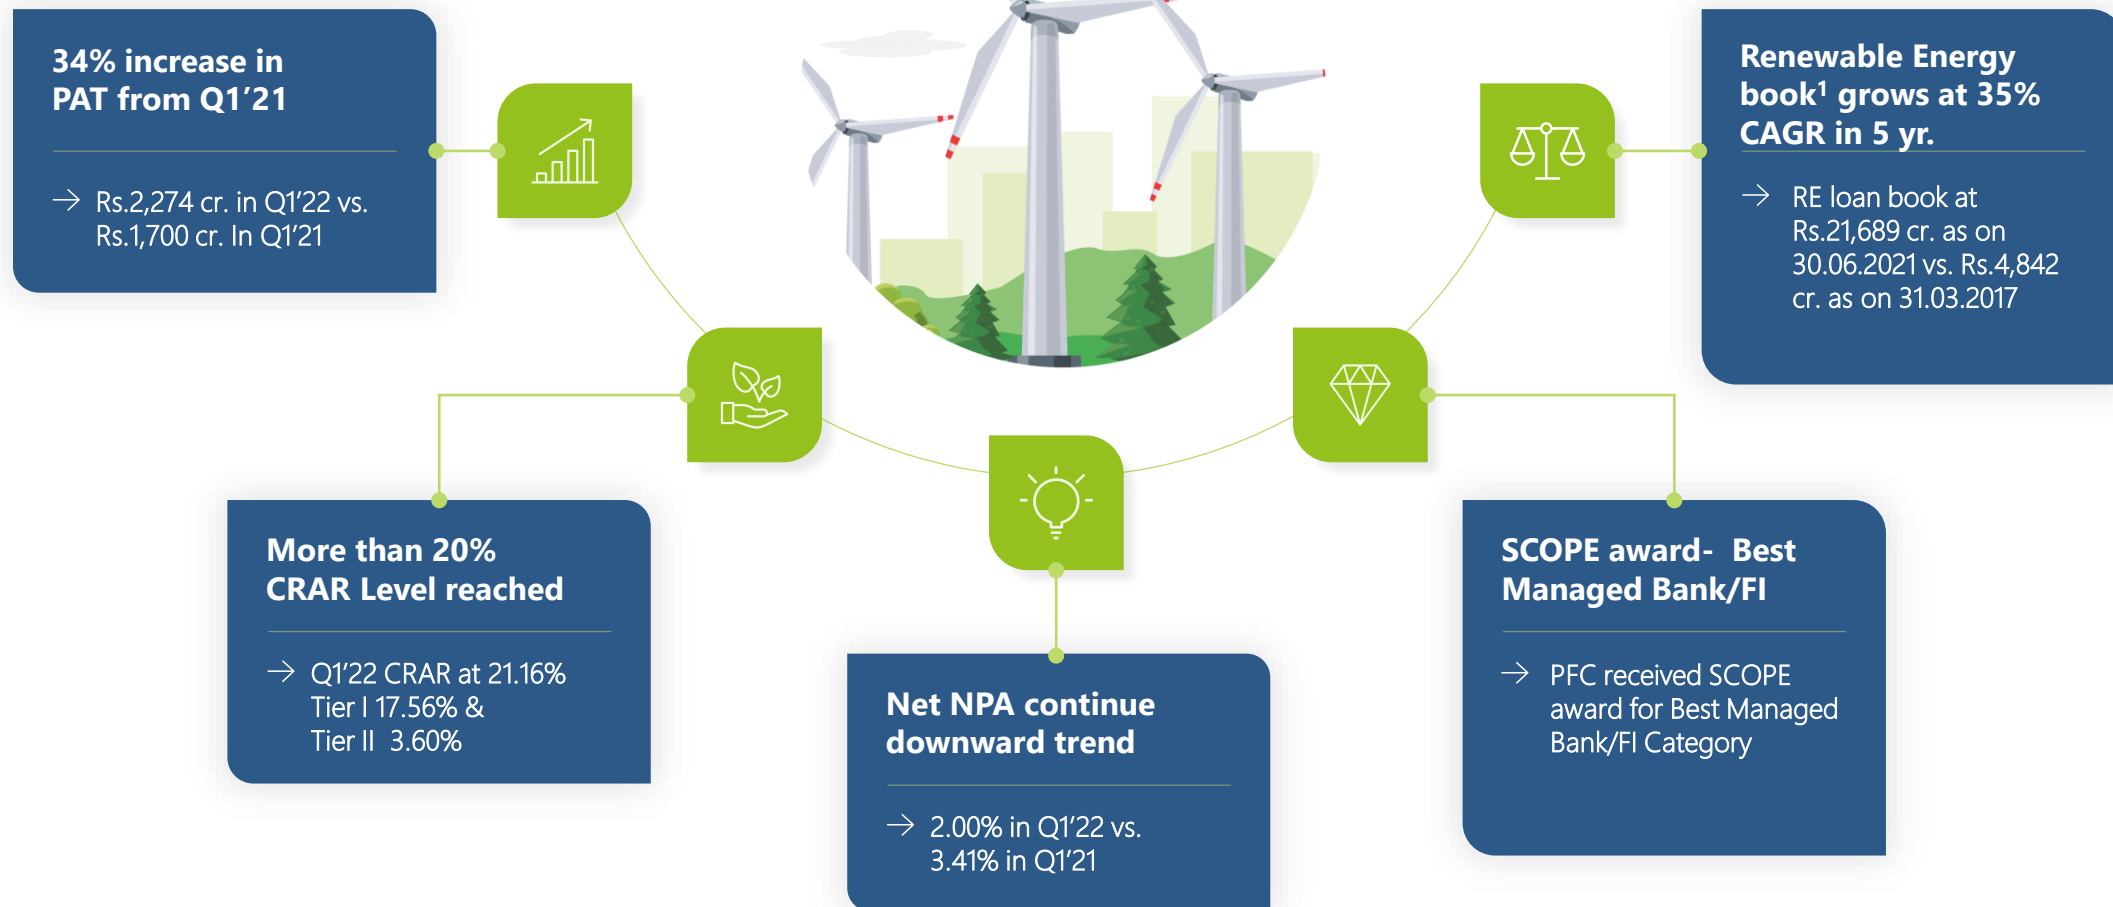 34% increase in
PAT from Q1’21
→ Rs.2,274 cr. in Q1’22 vs.
Rs.1,700 cr. In Q1’21
More than 20%
CRAR Level reached
→ Q1’22 CRAR at 21.16%
Tier I 17.56% &
Tier II 3.60%
Net NPA continue
downward trend
→ 2.00% in Q1’22 vs.
3.41% in Q1’21
SCOPE award- Best
Managed Bank/FI
→ PFC received SCOPE
award for Best Managed
Bank/FI Category
Renewable Energy
book¹ grows at 35%
CAGR in 5 yr.
→ RE loan book at
Rs.21,689 cr. as on
30.06.2021 vs. Rs.4,842
cr. as on 31.03.2017